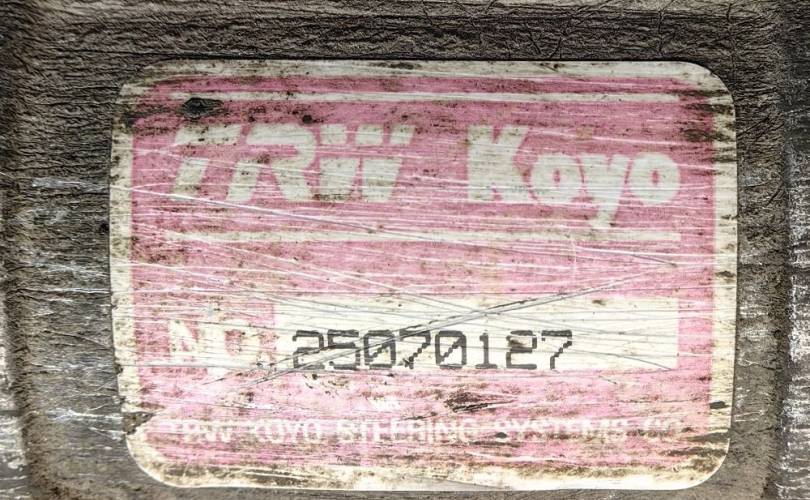 TRW Koyo
NO. 25070127
TRW KOYO STEERING SYSTEMS CO.